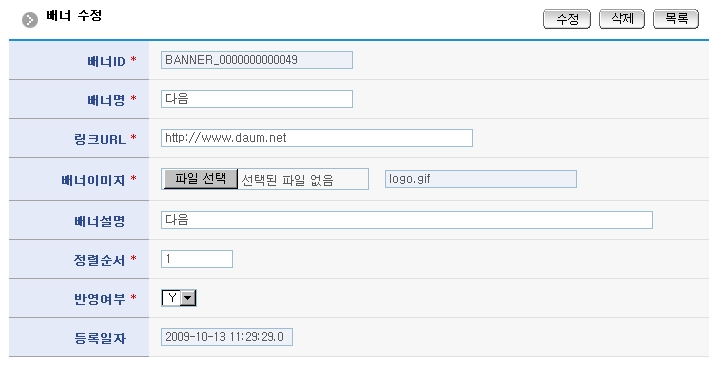 배너 수정
수정 삭제 목록
배너ID * BANNER_0000000000049
배너명 * 다음
링크URL * http://www.daum.net
배너이미지 * 파일 선택 선택된 파일 없음 logo.gif
배너설명 다음
정렬순서 * 1
반영여부 * Y
등록일자 2009-10-13 11:29:29.0